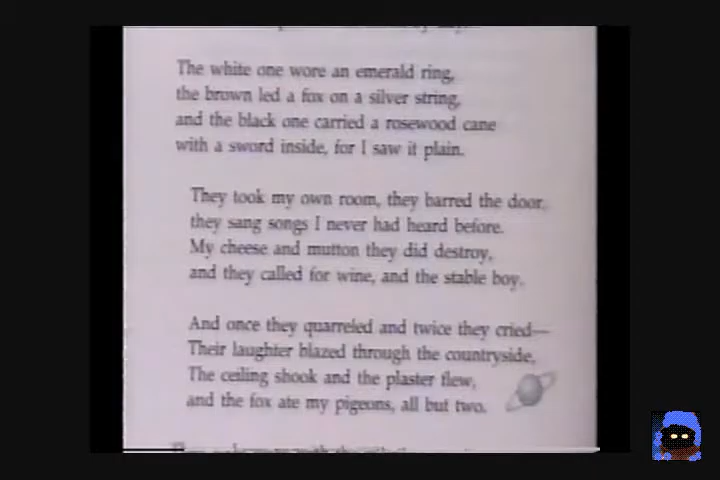 The white one wore an emerald ring,
the brown led a fox on a silver string,
and the black one carried a rosewood cane
with a sword inside, for I saw it plain.
They took my own room, they barred the door,
they sang songs I never had heard before.
My cheese and mutton they did destroy,
and they called for wine, and the stable boy.
And once they quarreled and twice they cried—
Their laughter blazed through the countryside,
The ceiling shook and the plaster flew,
and the fox ate my pigeons, all but two.